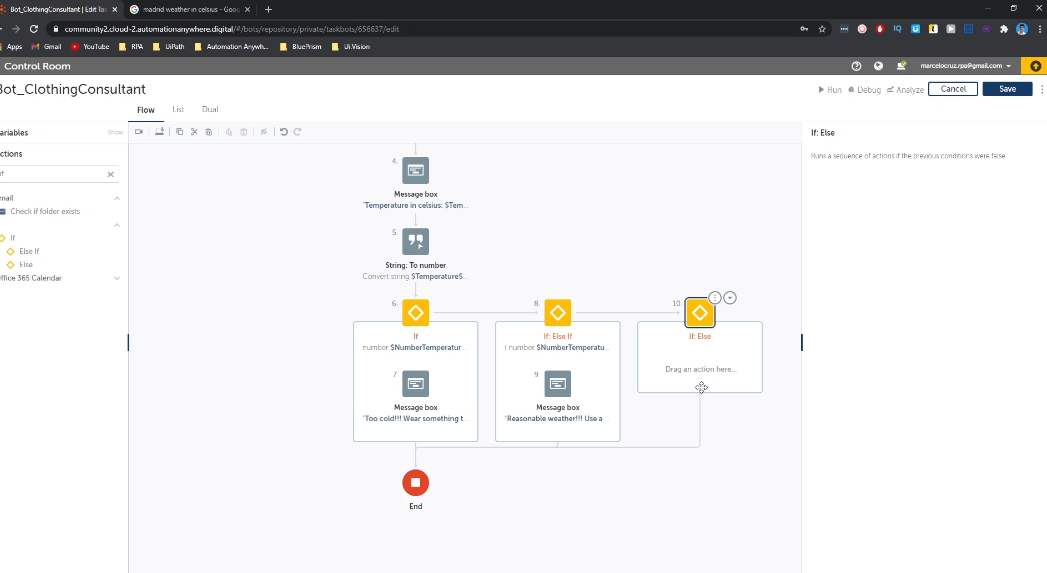 Bot_ClothingConsultant | Edit Tas
madrid weather in celsius - Goog
community2.cloud-2.automationanywhere.digital/#/bots/repository/private/taskbots/656637/edit
Apps
Gmail
YouTube
RPA
UiPath
Automation Anywh...
BluePrism
Ui.Vision
Control Room
marcelocruz.rpa@gmail.com
Bot_ClothingConsultant
Run
Debug
Analyze
Cancel
Save
Flow
List
Dual
ariables
Show
ctions
if
mail
Check if folder exists
If
Else If
Else
ffice 365 Calendar
4.
Message box
"Temperature in celsius: $Tem...
5.
String: To number
Convert string $Temperature$...
6.
If
number $NumberTemperatur...
7.
Message box
"Too cold!!! Wear something t...
8.
If: Else If
number $NumberTemperatu...
9.
Message box
"Reasonable weather!!! Use a ...
10.
If: Else
Drag an action here...
End
If: Else
Runs a sequence of actions if the previous conditions were false